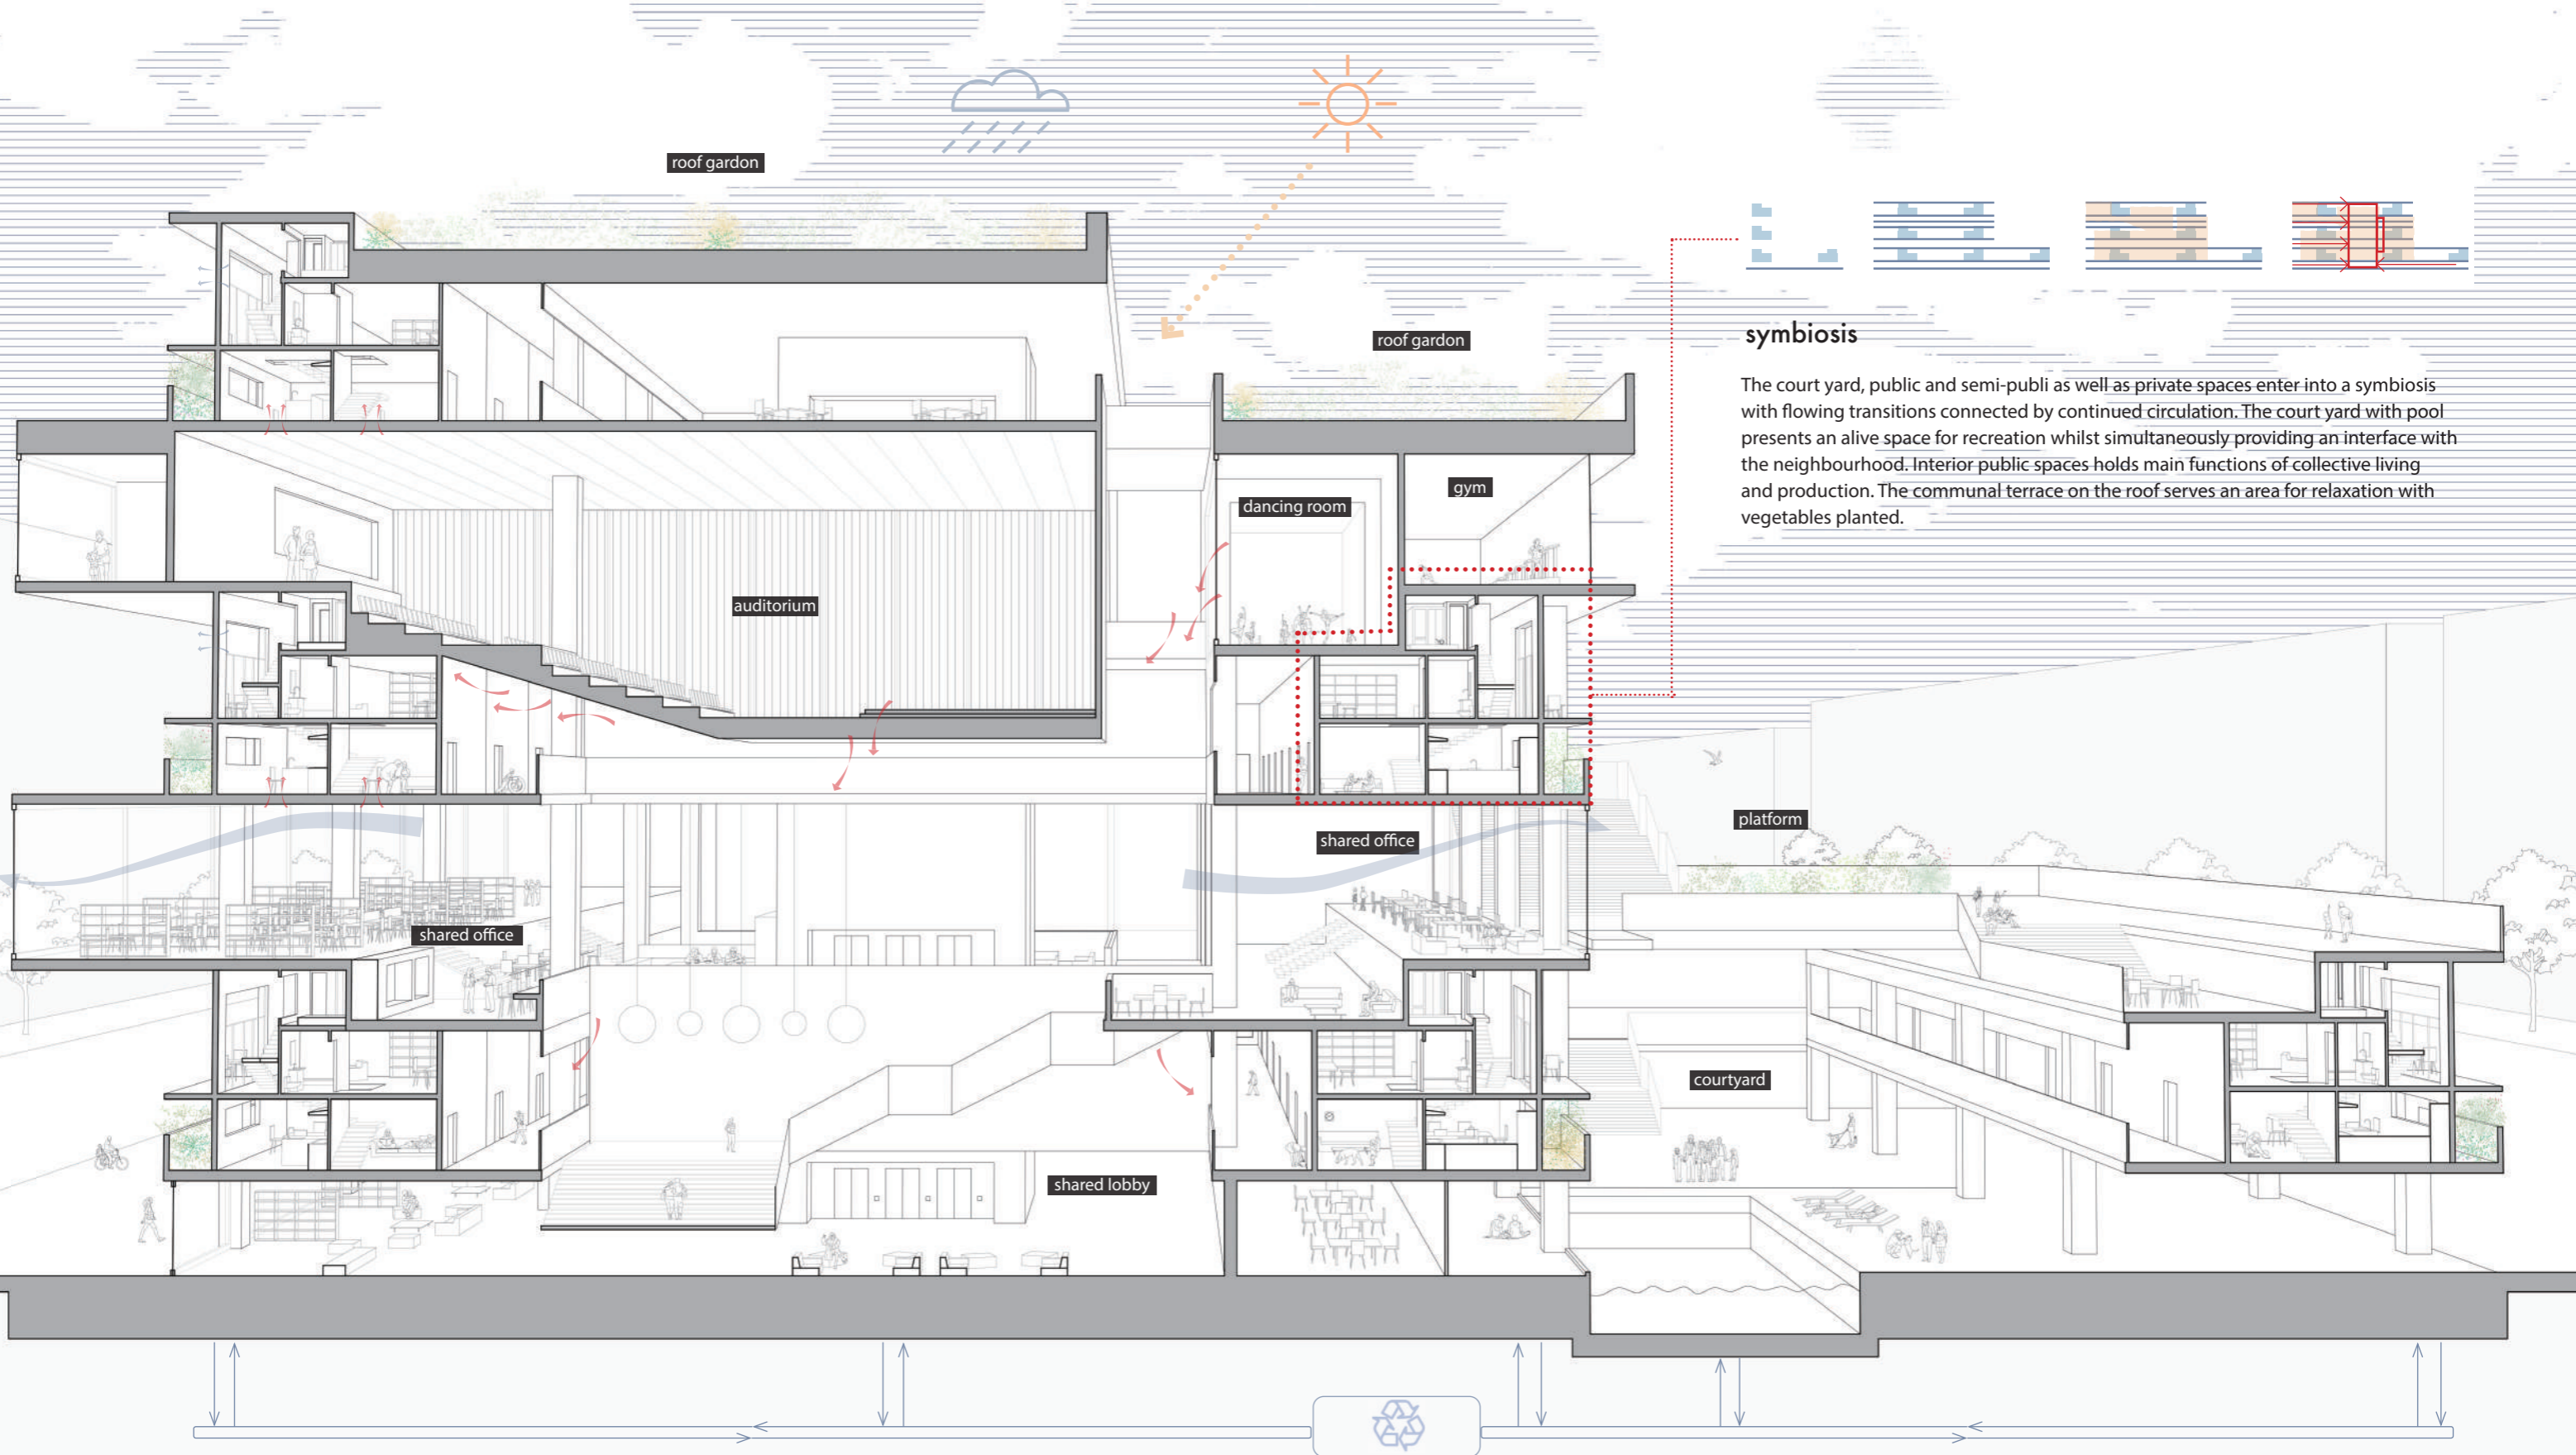 roof gardon
roof gardon
symbiosis
The court yard, public and semi-publi as well as private spaces enter into a symbiosis
with flowing transitions connected by continued circulation. The court yard with pool
presents an alive space for recreation whilst simultaneously providing an interface with
the neighbourhood. Interior public spaces holds main functions of collective living
and production. The communal terrace on the roof serves an area for relaxation with
vegetables planted.
gym
dancing room
auditorium
platform
shared office
shared office
courtyard
shared lobby